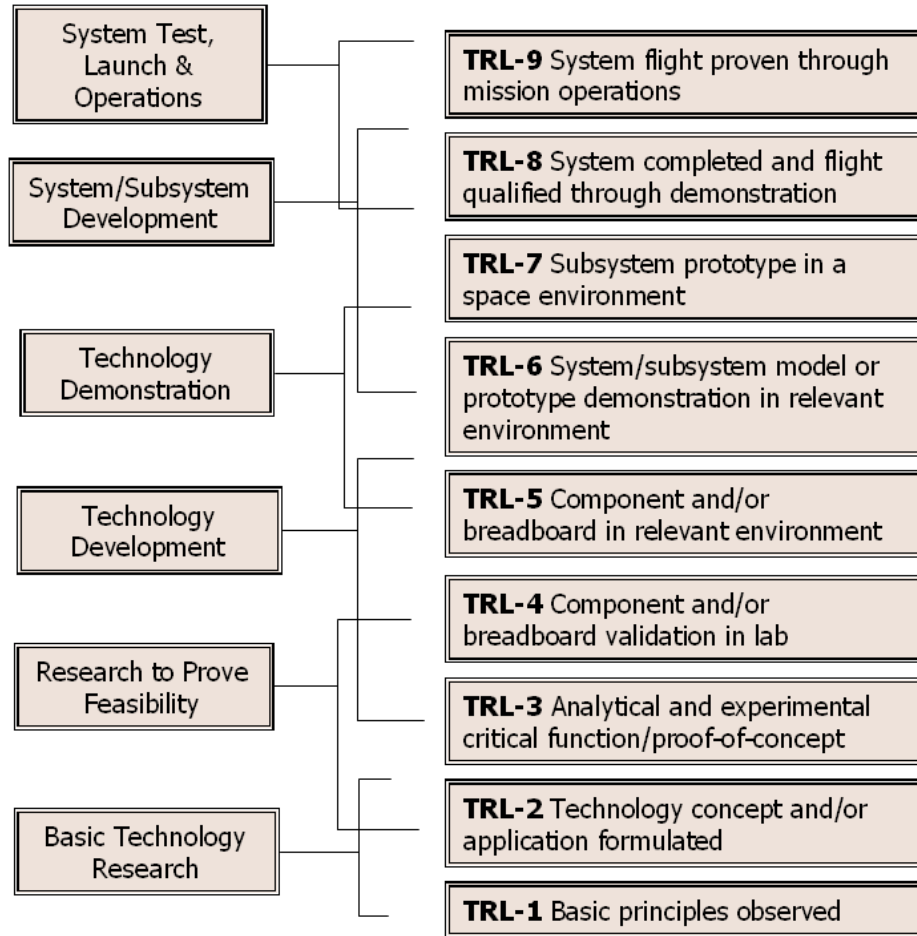 System Test,
Launch &
Operations
System/Subsystem
Development
Technology
Demonstration
Technology
Development
Research to Prove
Feasibility
Basic Technology
Research
TRL-9 System flight proven through
mission operations
TRL-8 System completed and flight
qualified through demonstration
TRL-7 Subsystem prototype in a
space environment
TRL-6 System/subsystem model or
prototype demonstration in relevant
environment
TRL-5 Component and/or
breadboard in relevant environment
TRL-4 Component and/or
breadboard validation in lab
TRL-3 Analytical and experimental
critical function/proof-of-concept
TRL-2 Technology concept and/or
application formulated
TRL-1 Basic principles observed